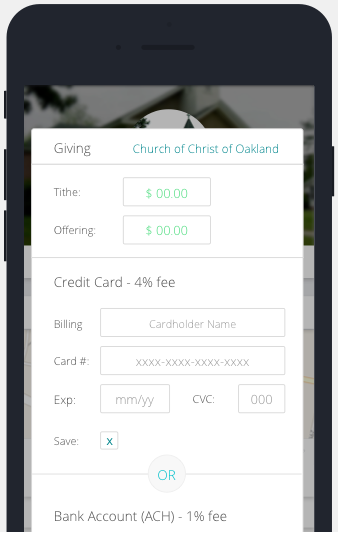 Giving Church of Christ of Oakland
Tithe: $ 00.00
Offering: $ 00.00
Credit Card - 4% fee
Billing Cardholder Name
Card #: xxxx-xxxx-xxxx-xxxx
Exp: mm/yy CVC: 000
Save: x
OR
Bank Account (ACH) - 1% fee